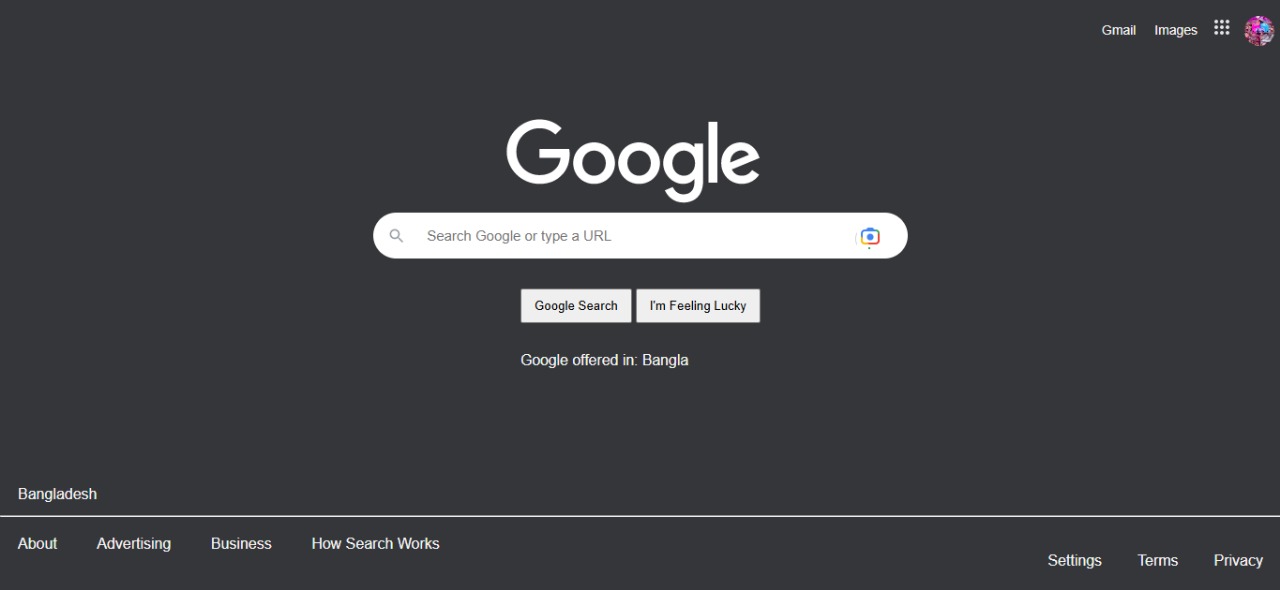 Gmail Images
Google
Search Google or type a URL
Google Search I'm Feeling Lucky
Google offered in: Bangla
Bangladesh
About Advertising Business How Search Works
Settings Terms Privacy